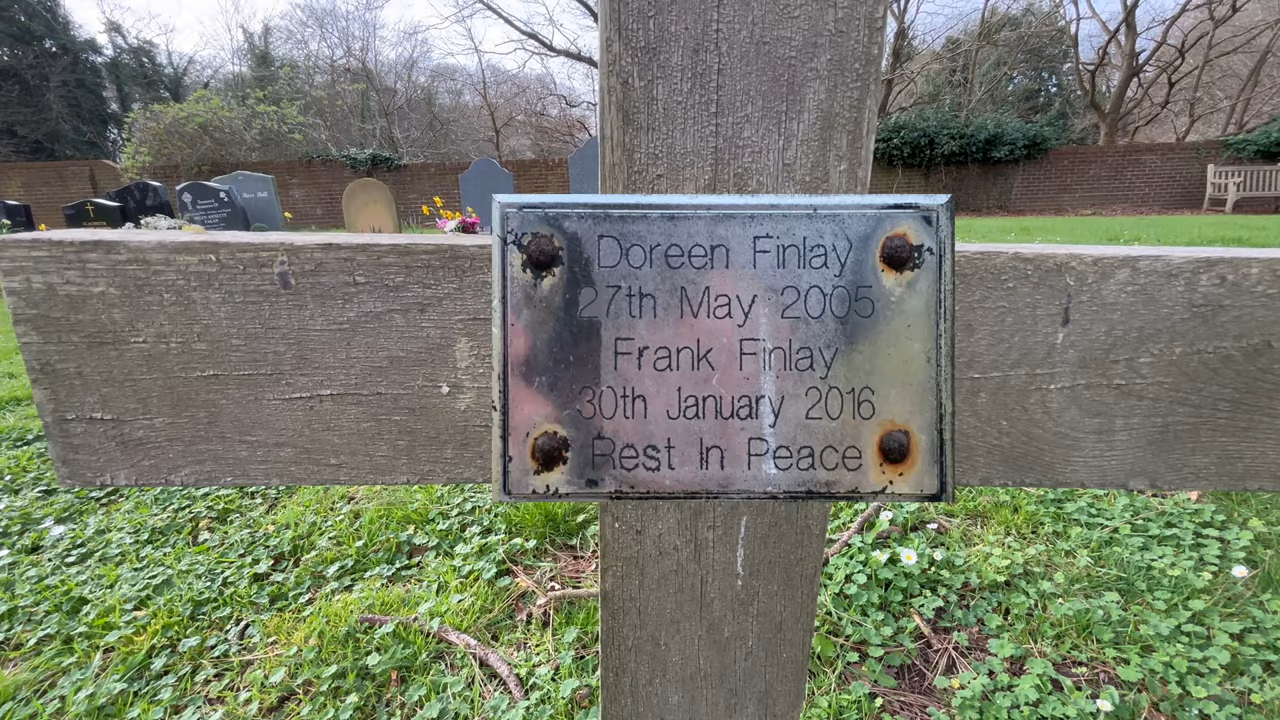 Doreen Finlay
27th May 2005
Frank Finlay
30th January 2016
Rest In Peace